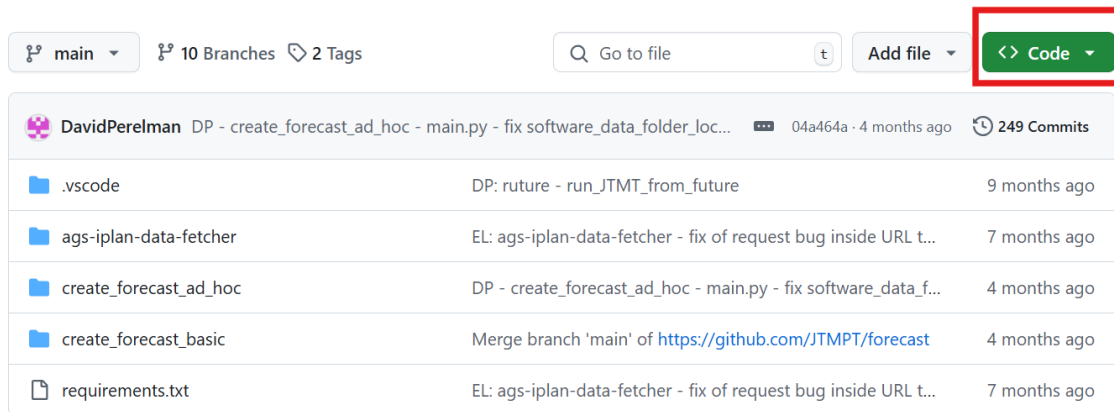 main 10 Branches 2 Tags Go to file t Add file <> Code
DavidPerelman DP - create_forecast_ad_hoc - main.py - fix software_data_folder_loc... 04a464a · 4 months ago 249 Commits
.vscode DP: ruture - run_JTMT_from_future 9 months ago
ags-iplan-data-fetcher EL: ags-iplan-data-fetcher - fix of request bug inside URL t... 7 months ago
create_forecast_ad_hoc DP - create_forecast_ad_hoc - main.py - fix software_data_f... 4 months ago
create_forecast_basic Merge branch 'main' of https://github.com/JTMPT/forecast 4 months ago
requirements.txt EL: ags-iplan-data-fetcher - fix of request bug inside URL t... 7 months ago